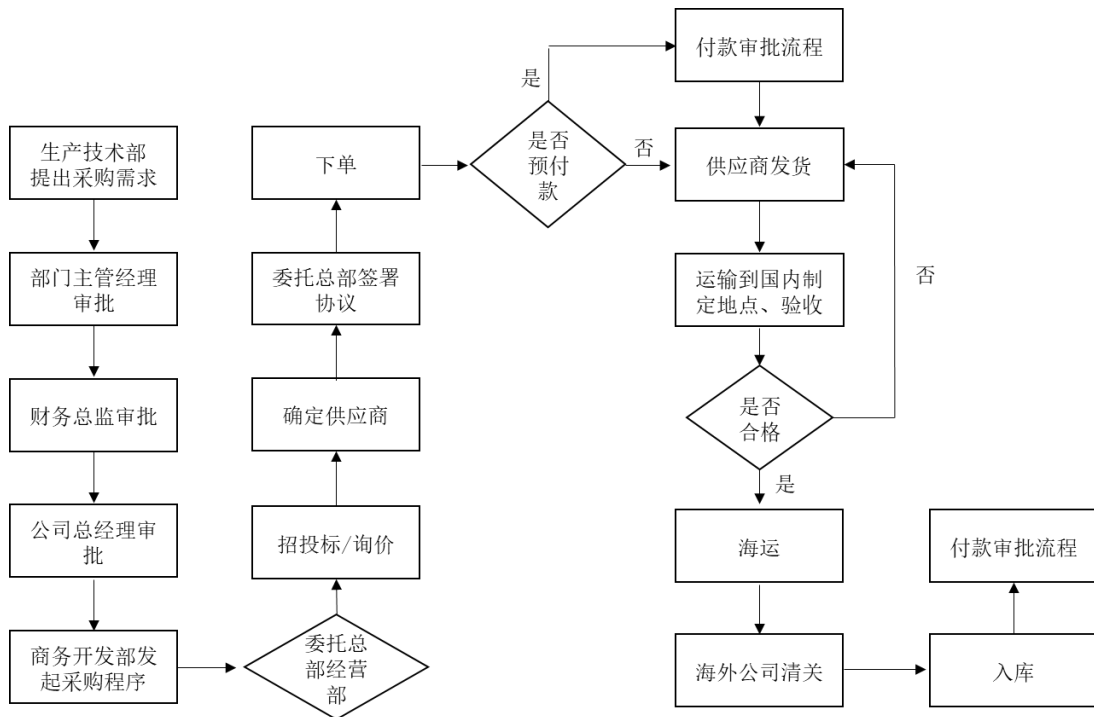 生产技术部
提出采购需求
部门主管经理
审批
财务总监审批
公司总经理审
批
商务开发部发
起采购程序
委托总
部经营
部
招投标/询价
确定供应商
委托总部签署
协议
下单
是否
预付
款
是
否
付款审批流程
供应商发货
运输到国内制
定地点、验收
是否
合格
否
是
海运
海外公司清关
入库
付款审批流程